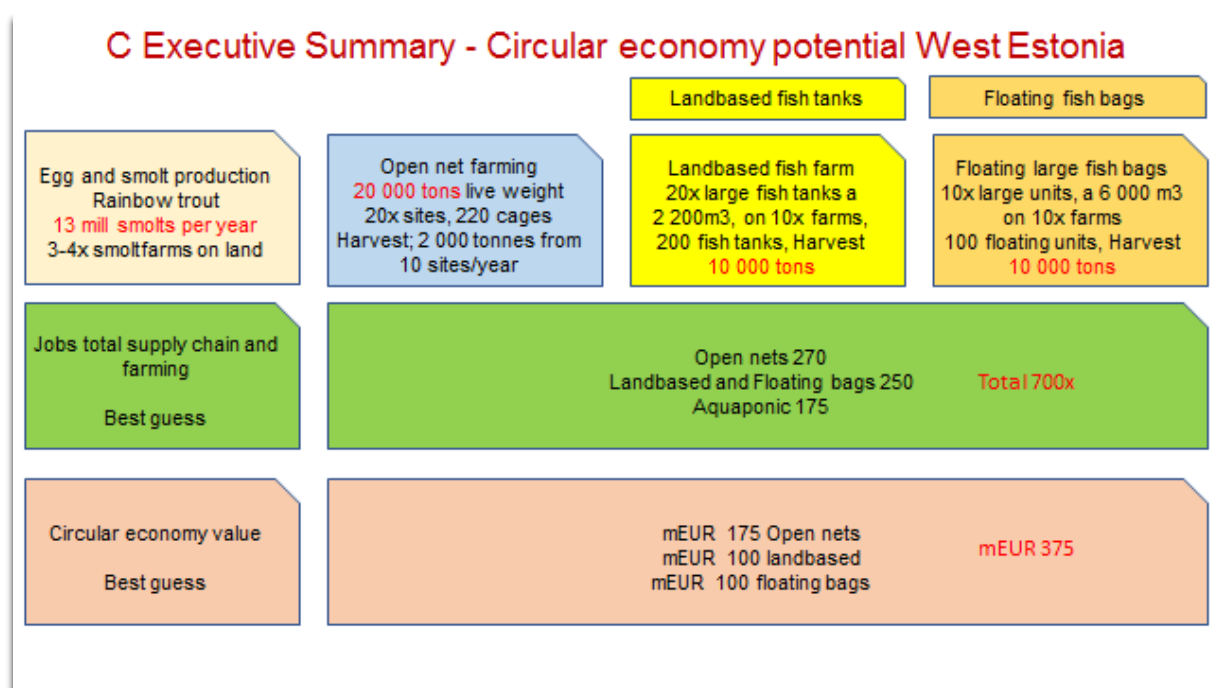 C Executive Summary - Circular economy potential West Estonia
Landbased fish tanks
Floating fish bags
Egg and smolt production
Rainbow trout
13 mill smolts per year
3-4x smoltfarms on land
Open net farming
20 000 tons live weight
20x sites, 220 cages
Harvest; 2 000 tonnes from
10 sites/year
Landbased fish farm
20x large fish tanks a
2 200m3, on 10x farms,
200 fish tanks, Harvest
10 000 tons
Floating large fish bags
10x large units, a 6 000 m3
on 10x farms
100 floating units, Harvest
10 000 tons
Jobs total supply chain and
farming
Best guess
Open nets 270
Landbased and Floating bags 250
Aquaponic 175
Total 700x
Circular economy value
Best guess
mEUR 175 Open nets
mEUR 100 landbased
mEUR 100 floating bags
mEUR 375